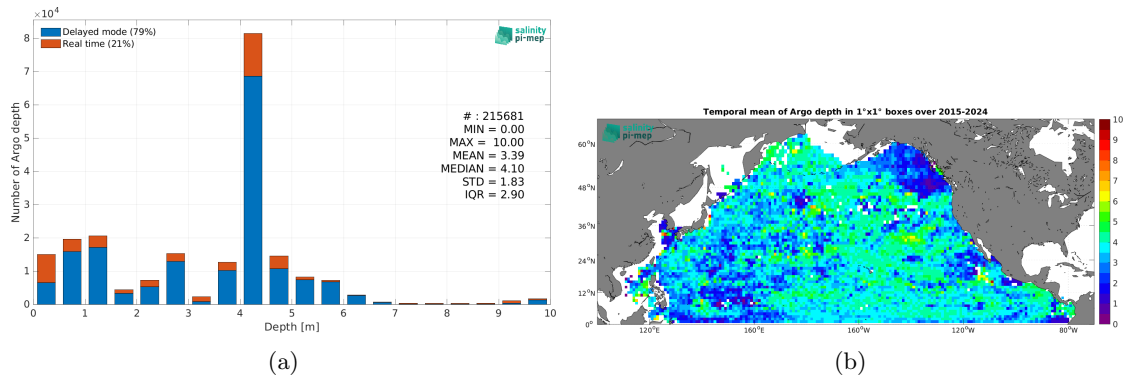 ×10⁴
Delayed mode (79%)
Real time (21%)
salinity
pi-mep
8
7
6
5
4
3
2
1
0
Number of Argo depth
# : 215681
MIN = 0.00
MAX = 10.00
MEAN = 3.39
MEDIAN = 4.10
STD = 1.83
IQR = 2.90
0 1 2 3 4 5 6 7 8 9 10
Depth [m]
(a)
Temporal mean of Argo depth in 1°x1° boxes over 2015-2024
salinity
pi-mep
60°N
48°N
36°N
24°N
12°N
0°
120°E 160°E 160°W 120°W 80°W
10
9
8
7
6
5
4
3
2
1
0
(b)